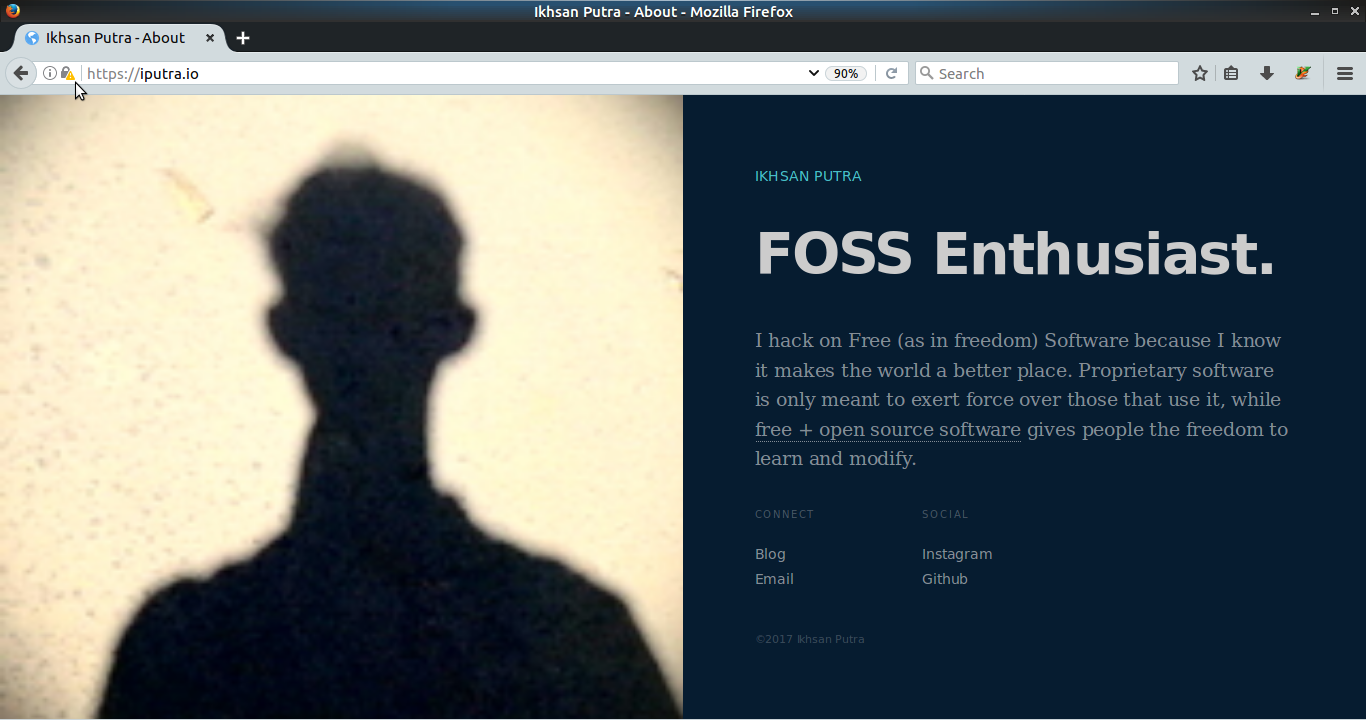 Ikhsan Putra - About - Mozilla Firefox
Ikhsan Putra - About
https://iputra.io
90%
Search
IKHSAN PUTRA
FOSS Enthusiast.
I hack on Free (as in freedom) Software because I know
it makes the world a better place. Proprietary software
is only meant to exert force over those that use it, while
free + open source software gives people the freedom to
learn and modify.
CONNECT SOCIAL
Blog Instagram
Email Github
©2017 Ikhsan Putra